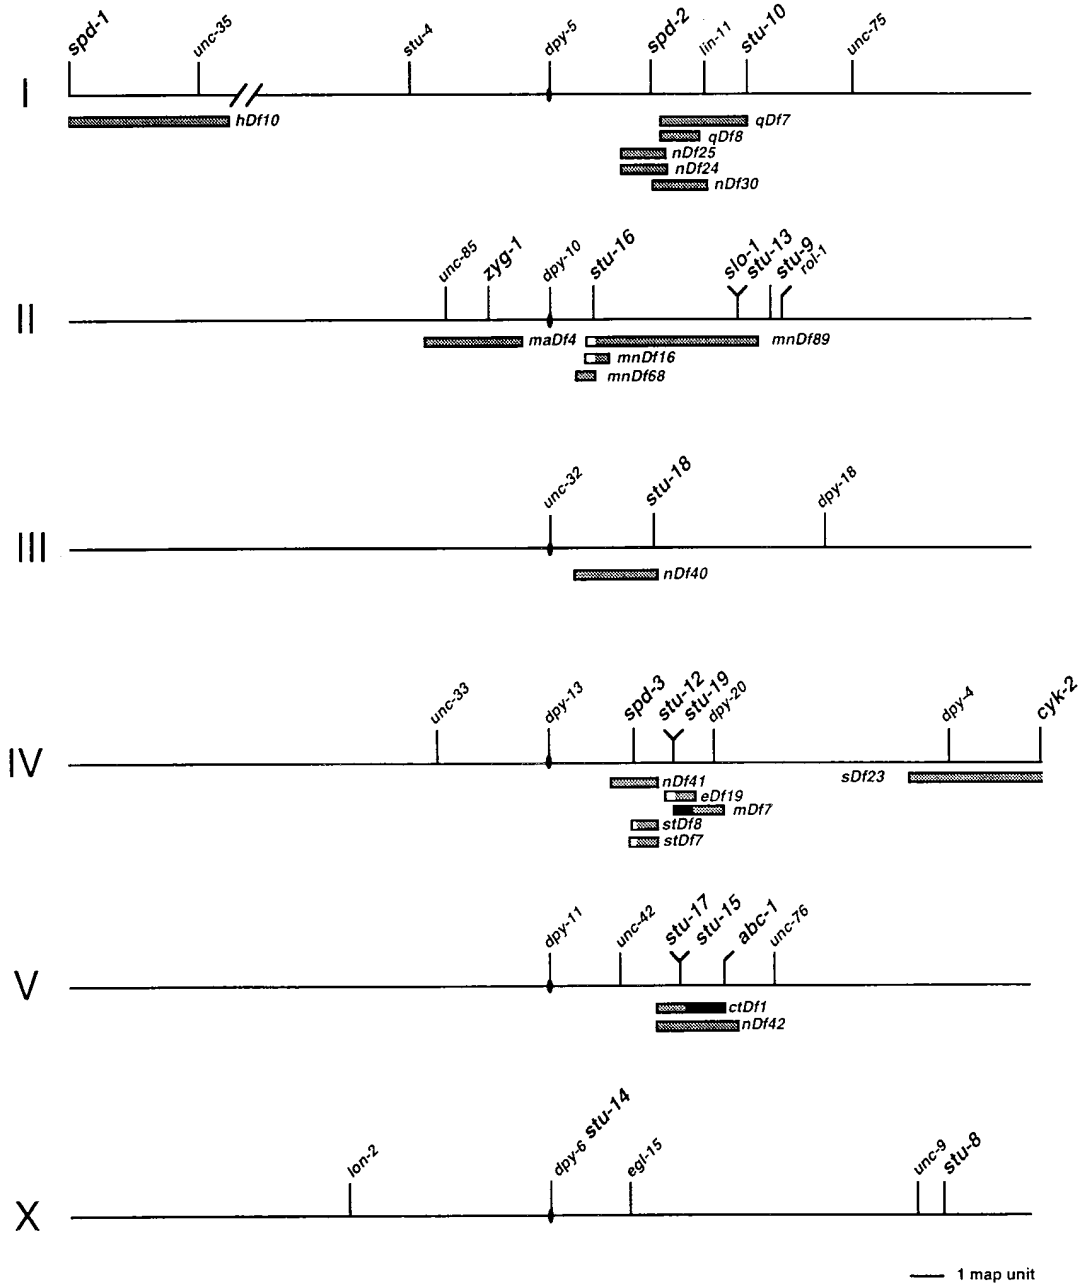 spd-1 unc-35 stu-4 dpy-5 spd-2 lin-11 stu-10 unc-75
I
hDf10 qDf7
qDf8
nDf25
nDf24
nDf30
unc-85 zyg-1 dpy-10 stu-16 slo-1 stu-13 stu-9 rol-1
II
maDf4 mnDf89
mnDf16
mnDf68
unc-32 stu-18 dpy-18
III
nDf40
unc-33 dpy-13 spd-3 stu-12 stu-19 dpy-20 dpy-4 cyk-2
IV
nDf41 sDf23
eDf19
mDf7
stDf8
stDf7
dpy-11 unc-42 stu-17 stu-15 abc-1 unc-76
V
ctDf1
nDf42
lon-2 dpy-6 stu-14 egl-15 unc-9 stu-8
X
1 map unit